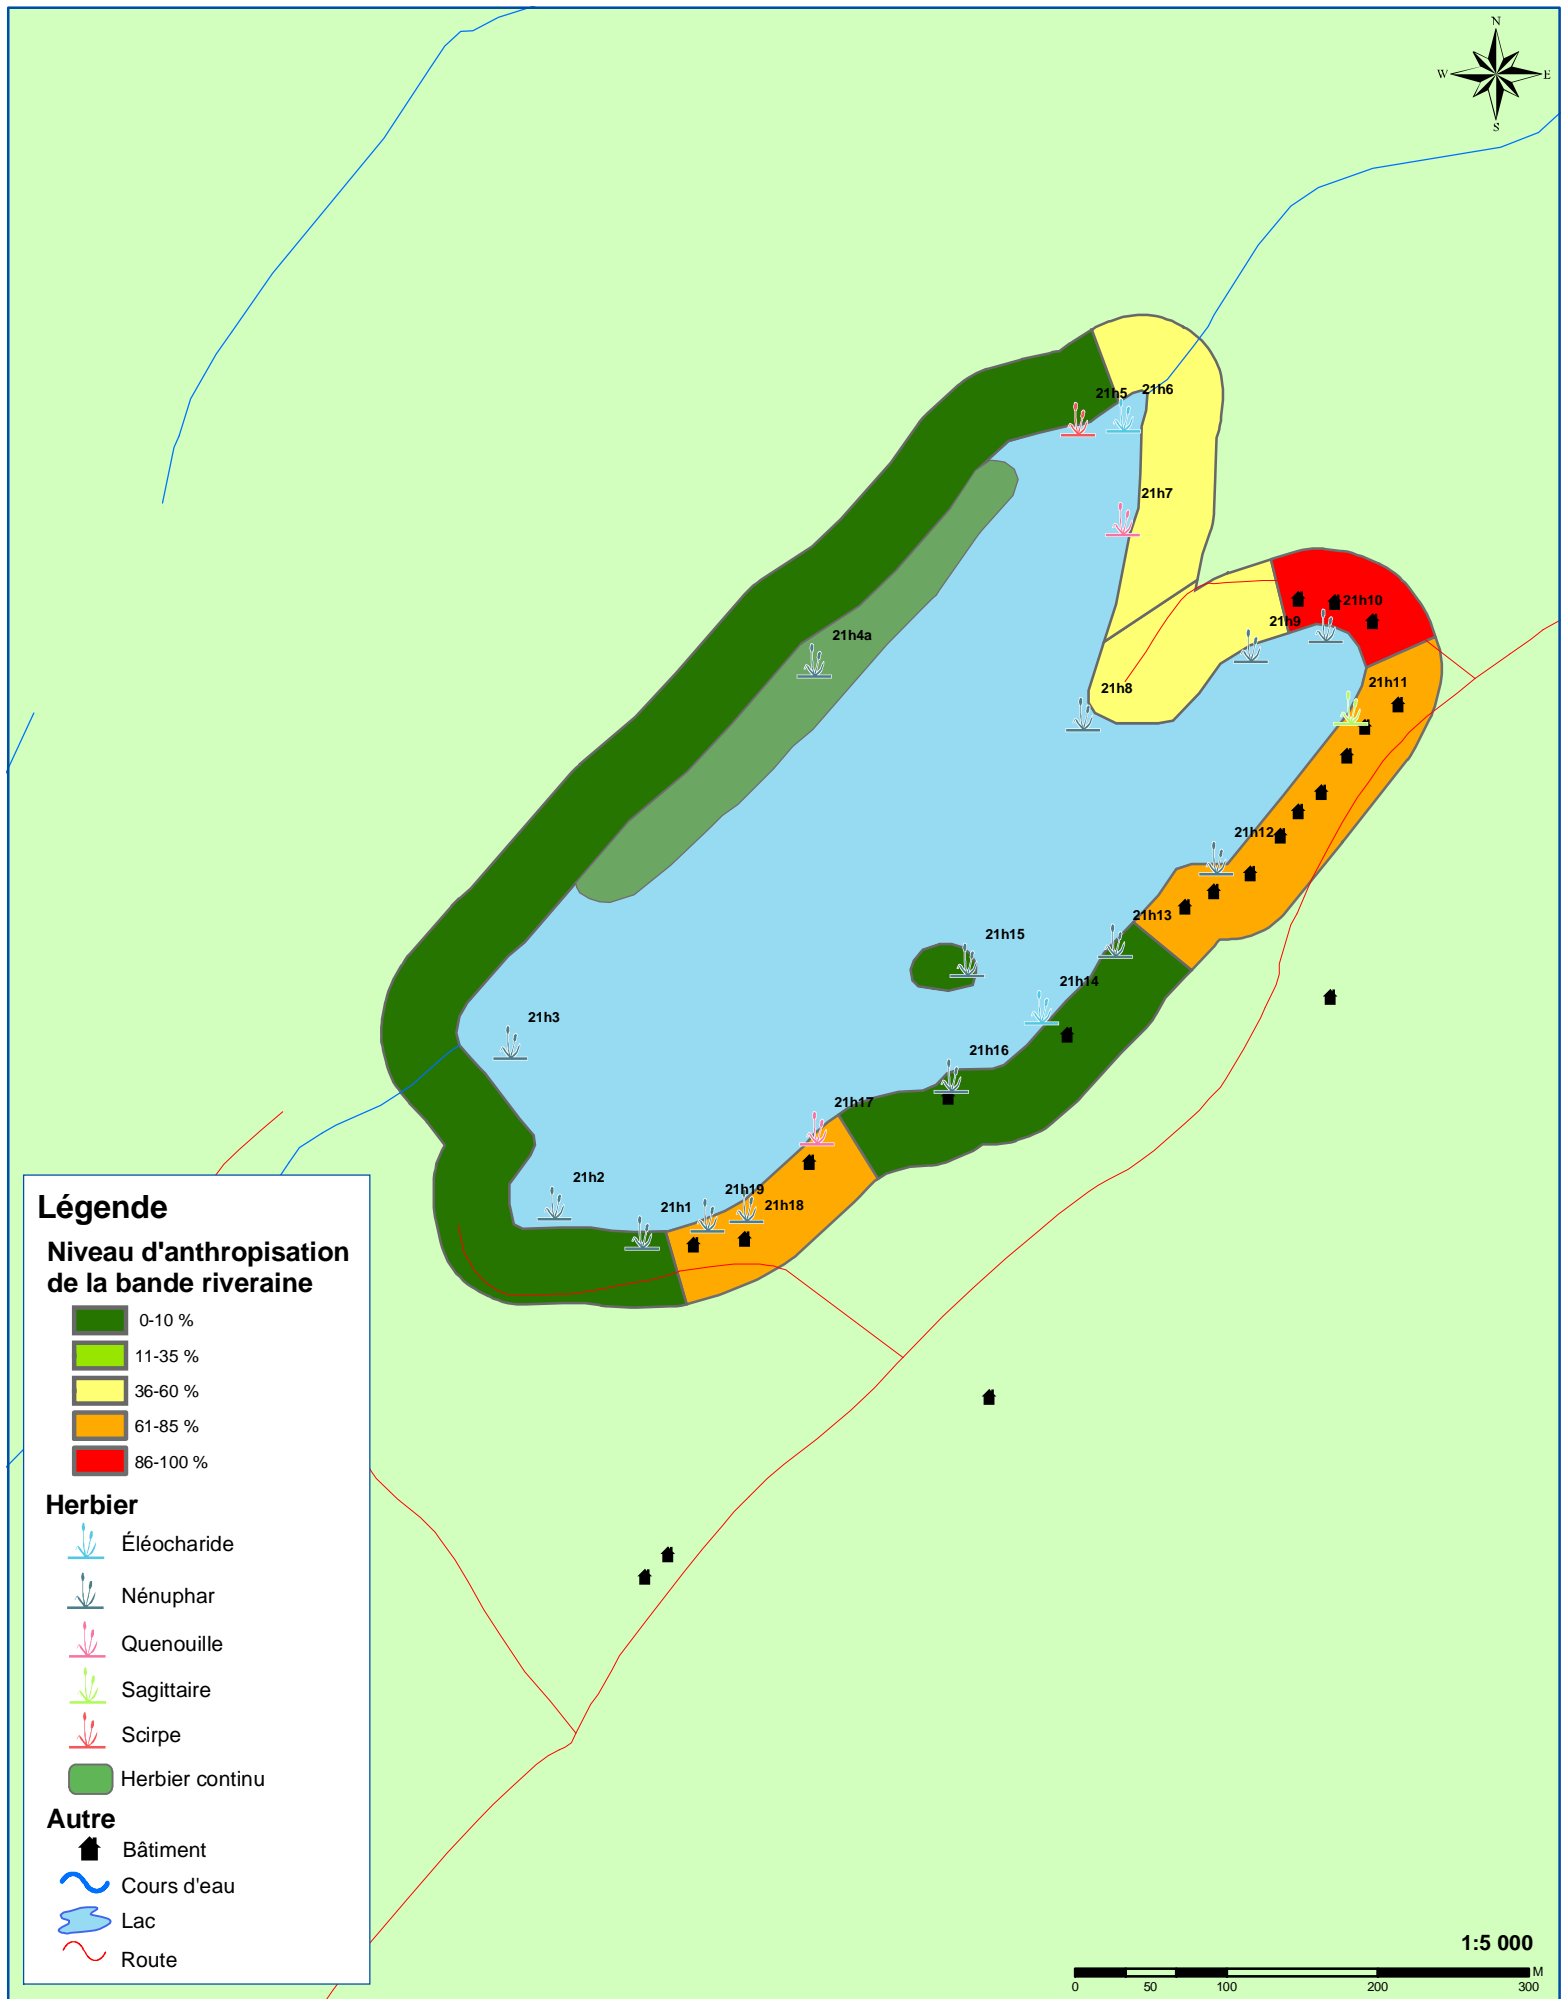 N
W E
S
21h5 21h6
21h7
21h10
21h9
21h4a
21h11
21h8
21h12
21h13
21h15
21h14
21h3
21h16
21h17
21h2
21h19
21h1
21h18
Légende
Niveau d'anthropisation
de la bande riveraine
0-10 %
11-35 %
36-60 %
61-85 %
86-100 %
Herbier
Éléocharide
Nénuphar
Quenouille
Sagittaire
Scirpe
Herbier continu
Autre
Bâtiment
Cours d'eau
Lac
Route
1:5 000
M
0 50 100 200 300